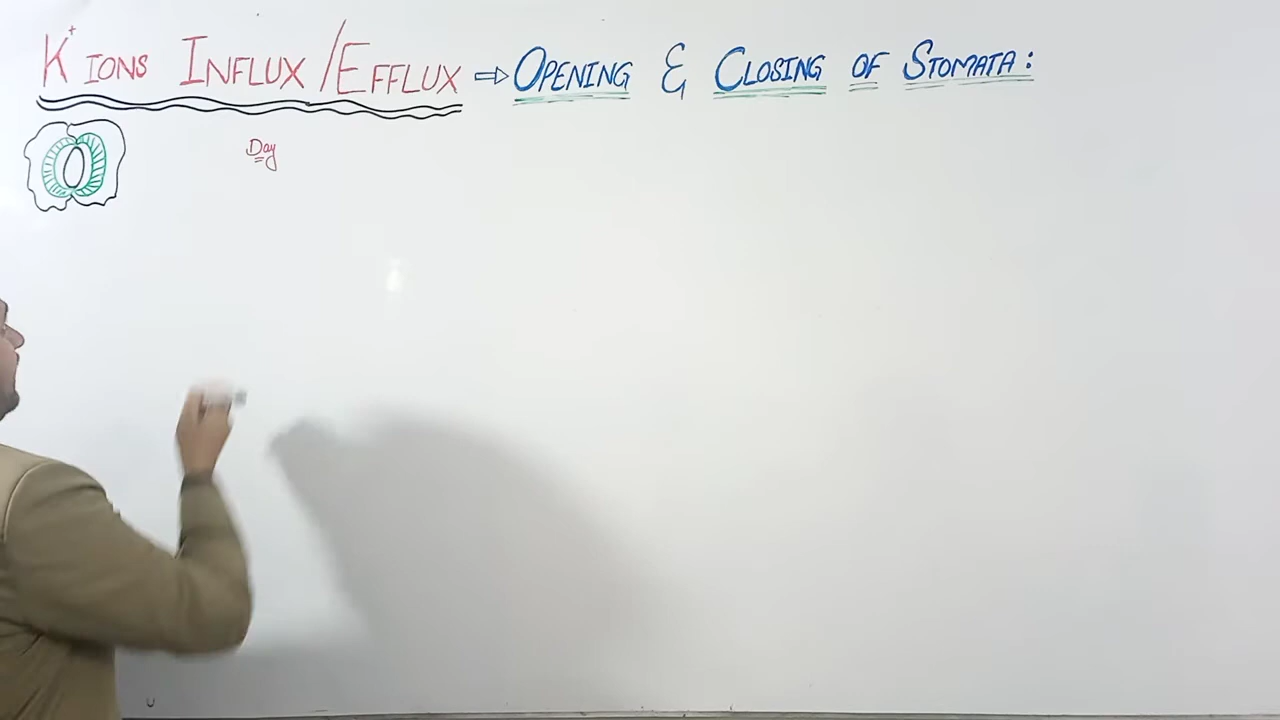 K⁺ IONS INFLUX/EFFLUX ⇒ OPENING & CLOSING OF STOMATA:
Day